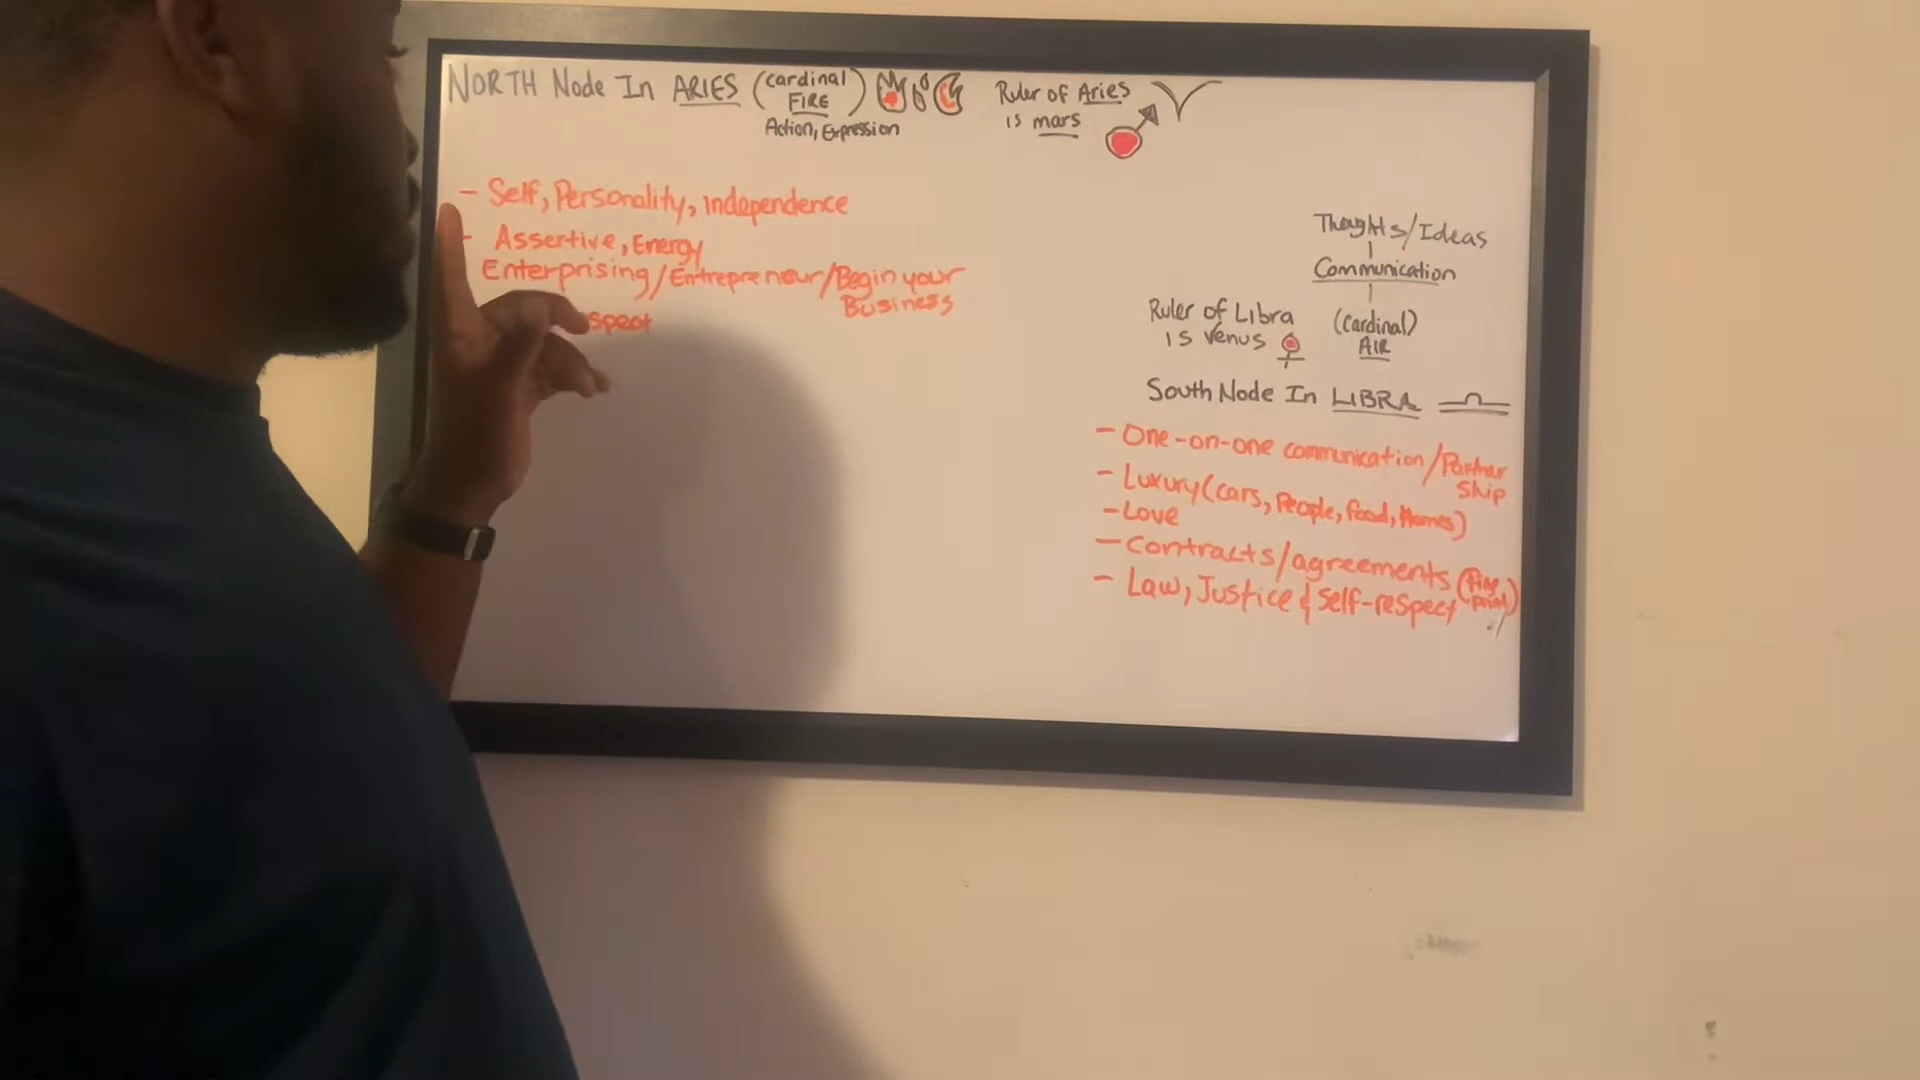 NORTH Node In ARIES (cardinal FIRE)
Action, Expression
Ruler of Aries
is mars
- Self, Personality, independence
- Assertive, Energy
Enterprising/Entrepreneur/Begin your
Business
spect
Thoughts/Ideas
Communication
(cardinal)
AIR
Ruler of Libra
is Venus
South Node In LIBRA
- One-on-one communication/Partner
ship
- Luxury (cars, People, food, Homes)
- Love
- contracts/agreements (fine
print)
- Law, Justice & self-respect